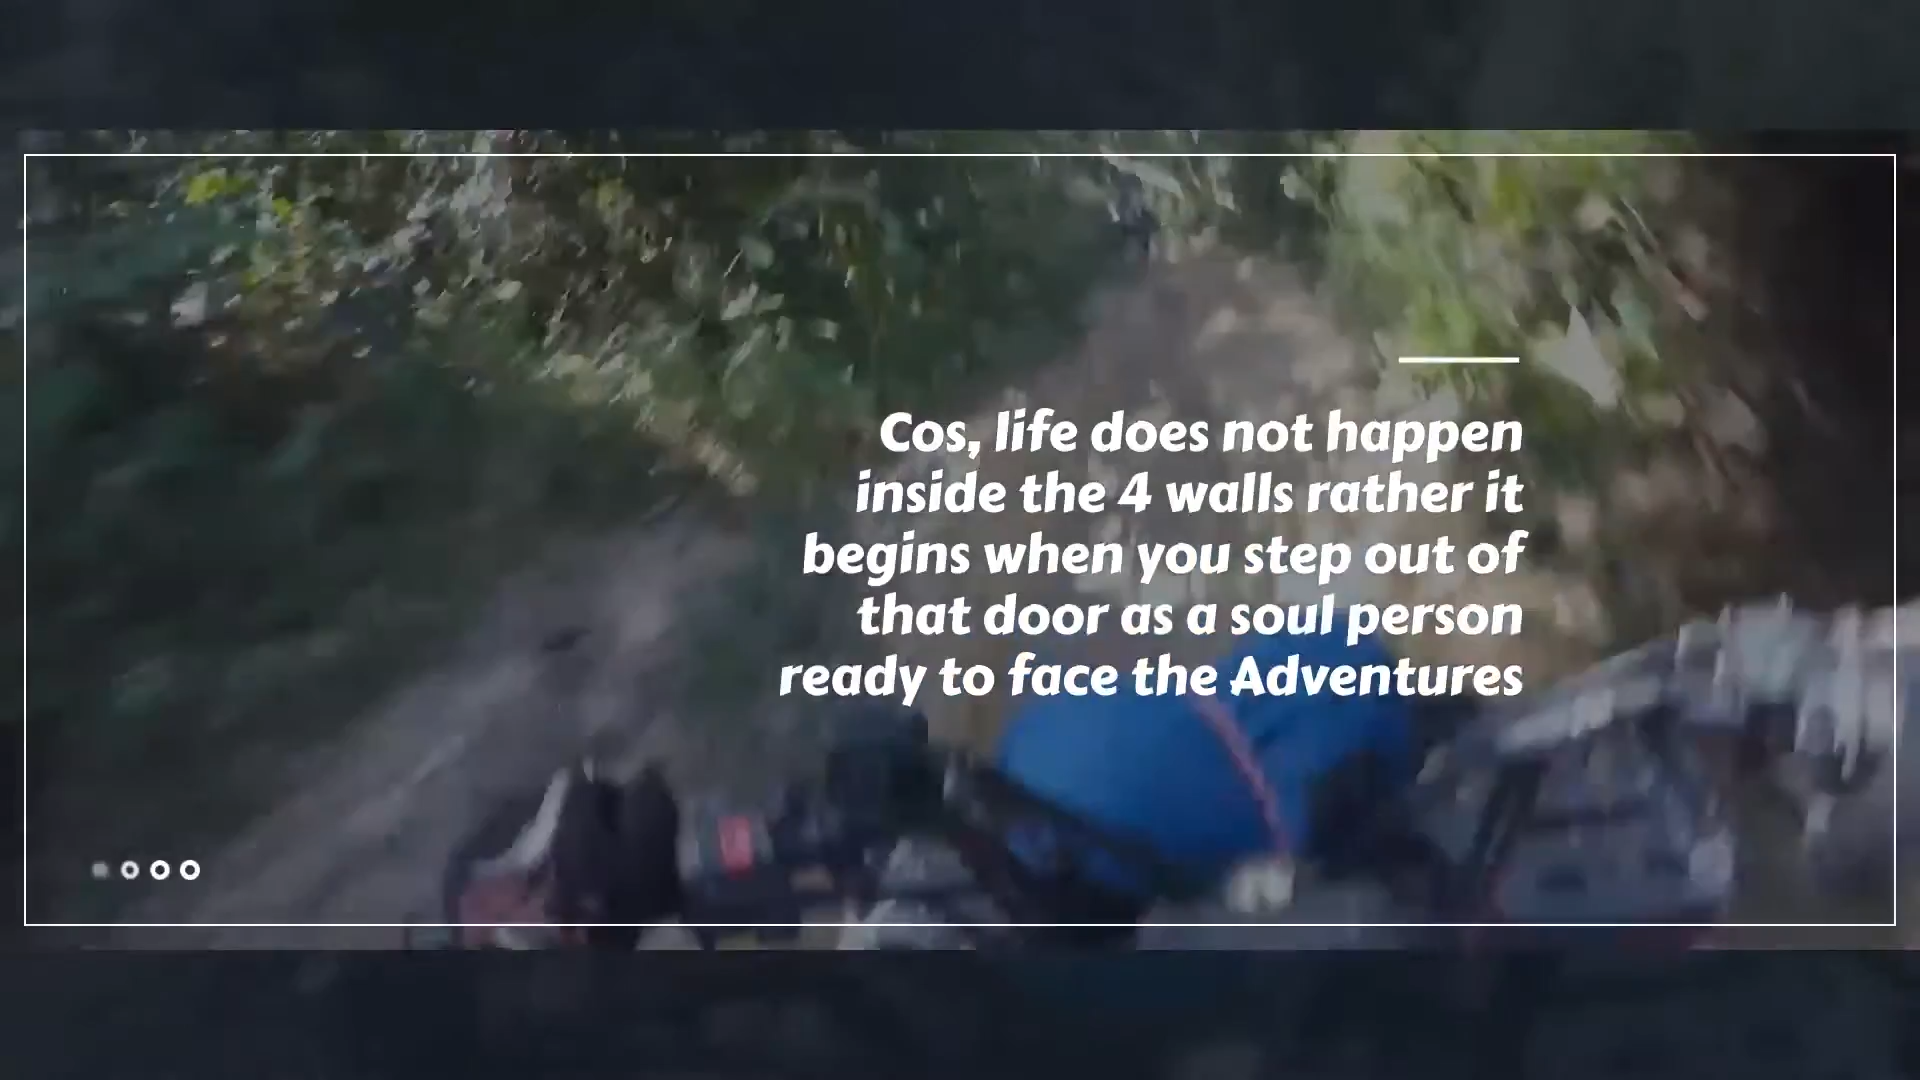 Cos, life does not happen
inside the 4 walls rather it
begins when you step out of
that door as a soul person
ready to face the Adventures